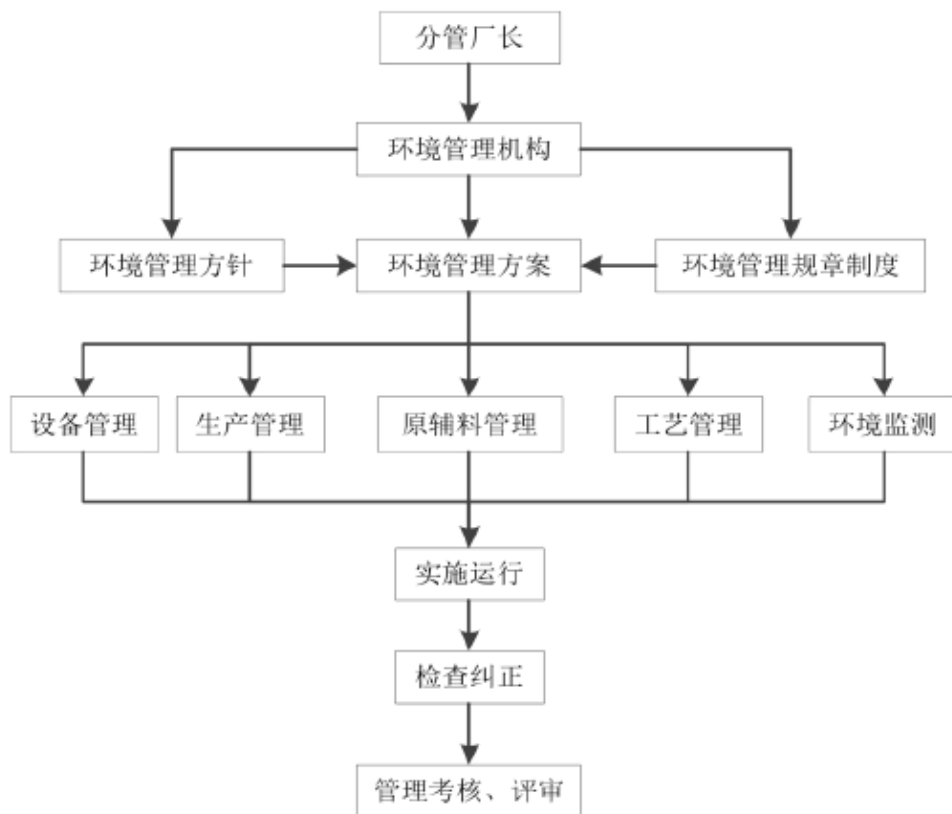 分管厂长
环境管理机构
环境管理方针
环境管理方案
环境管理规章制度
设备管理
生产管理
原辅料管理
工艺管理
环境监测
实施运行
检查纠正
管理考核、评审